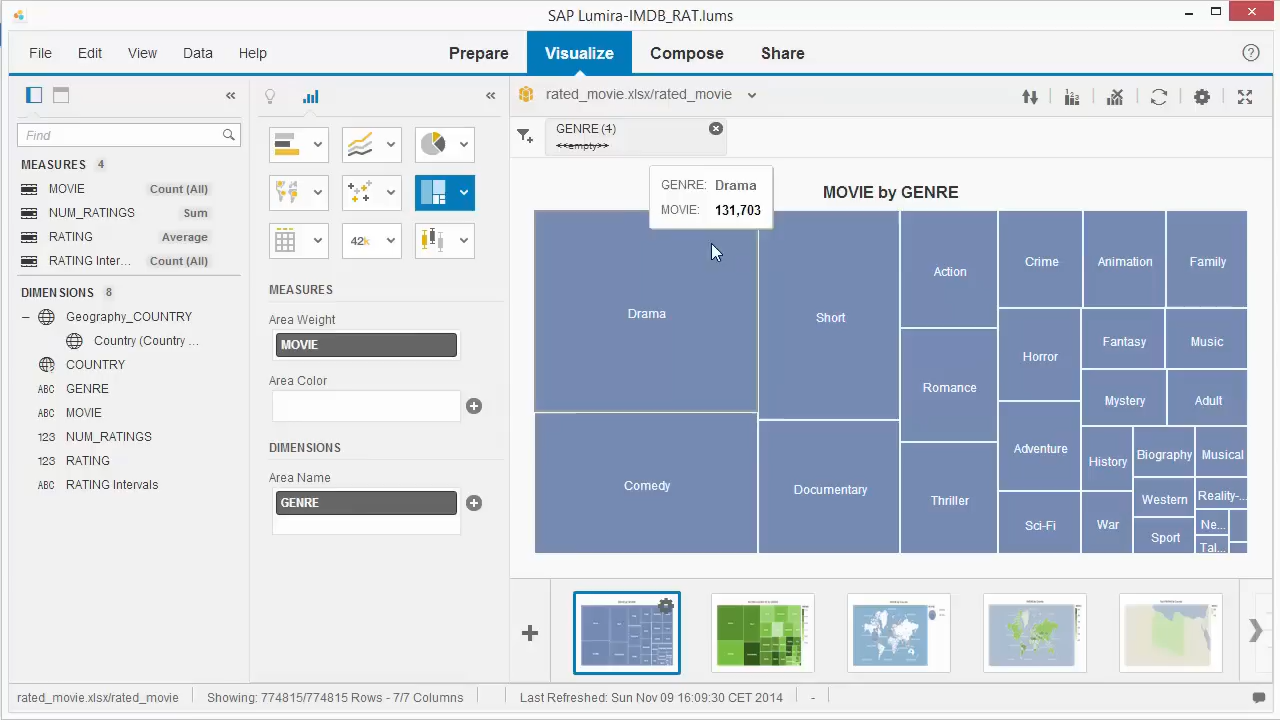 SAP Lumira-IMDB_RAT.lums
File Edit View Data Help
Prepare Visualize Compose Share
rated_movie.xlsx/rated_movie
Find
MEASURES 4
MOVIE Count (All)
NUM_RATINGS Sum
RATING Average
RATING Inter... Count (All)
DIMENSIONS 8
Geography_COUNTRY
Country (Country ...
COUNTRY
ABC GENRE
ABC MOVIE
123 NUM_RATINGS
123 RATING
ABC RATING Intervals
42k
MEASURES
Area Weight
MOVIE
Area Color
DIMENSIONS
Area Name
GENRE
GENRE (4)
<<empty>>
GENRE: Drama
MOVIE: 131,703
MOVIE by GENRE
Drama
Comedy
Short
Documentary
Action
Romance
Thriller
Crime
Animation
Family
Horror
Fantasy
Music
Mystery
Adult
Adventure
History
Biography
Musical
Sci-Fi
War
Western
Reality-...
Sport
Ne...
Tal...
rated_movie.xlsx/rated_movie
Showing: 774815/774815 Rows - 7/7 Columns
Last Refreshed: Sun Nov 09 16:09:30 CET 2014
-